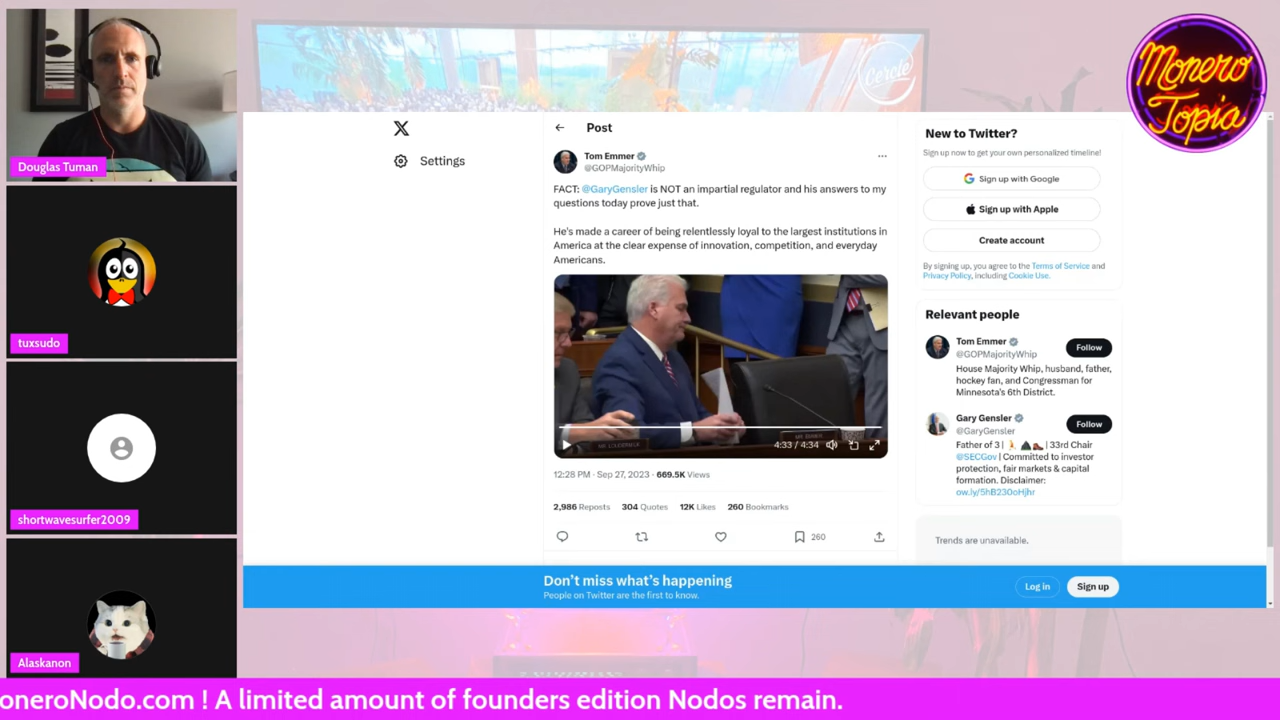 Douglas Tuman
tuxsudo
shortwavesurfer2009
Alaskanon
Cercle
Monero
Topia
X
Settings
Post
Tom Emmer
@GOPMajorityWhip
FACT: @GaryGensler is NOT an impartial regulator and his answers to my
questions today prove just that.
He's made a career of being relentlessly loyal to the largest institutions in
America at the clear expense of innovation, competition, and everyday
Americans.
4:33 / 4:34
12:28 PM · Sep 27, 2023 · 669.5K Views
2,986 Reposts 304 Quotes 12K Likes 260 Bookmarks
260
New to Twitter?
Sign up now to get your own personalized timeline!
Sign up with Google
Sign up with Apple
Create account
By signing up, you agree to the Terms of Service and
Privacy Policy, including Cookie Use.
Relevant people
Tom Emmer
@GOPMajorityWhip
Follow
House Majority Whip, husband, father,
hockey fan, and Congressman for
Minnesota's 6th District.
Gary Gensler
@GaryGensler
Follow
Father of 3 | | 33rd Chair
@SECGov | Committed to investor
protection, fair markets & capital
formation. Disclaimer:
ow.ly/5hB230oHjhr
Trends are unavailable.
Don't miss what's happening
People on Twitter are the first to know.
Log in
Sign up
oneroNodo.com ! A limited amount of founders edition Nodos remain.